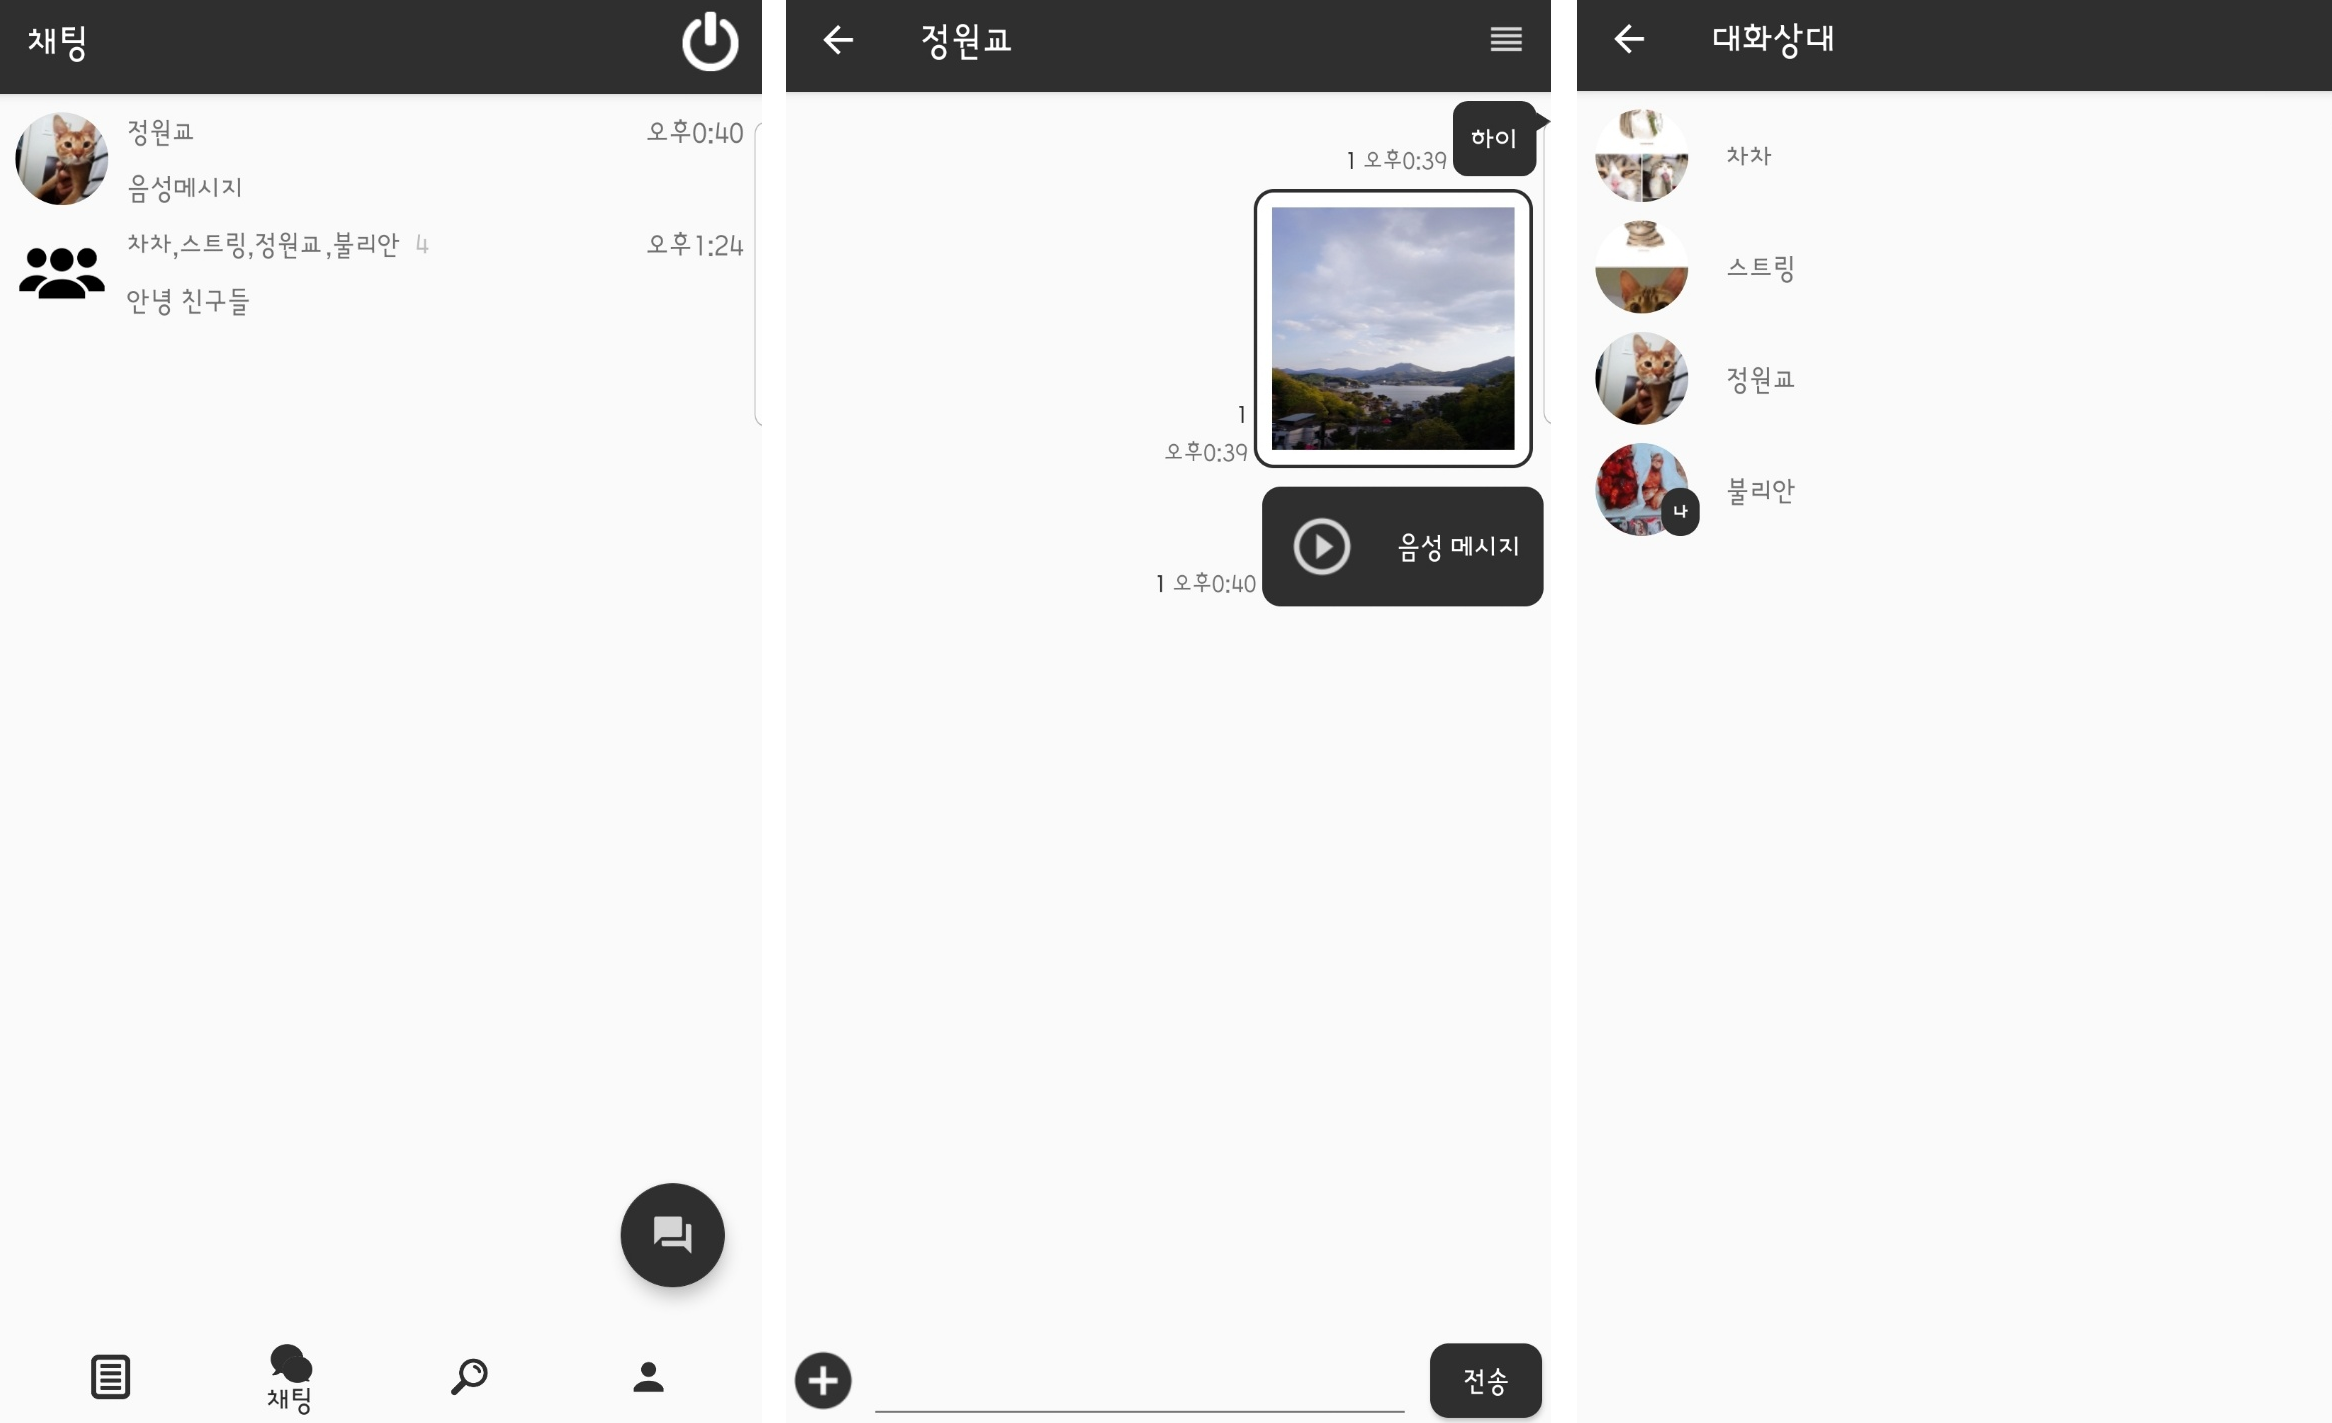 채팅
정원교 오후0:40
음성메시지
차차,스트링,정원교 ,불리안 4 오후1:24
안녕 친구들
채팅
정원교
하이
1 오후0:39
1
오후0:39
음성 메시지
1 오후0:40
전송
대화상대
차차
스트링
정원교
불리안
나